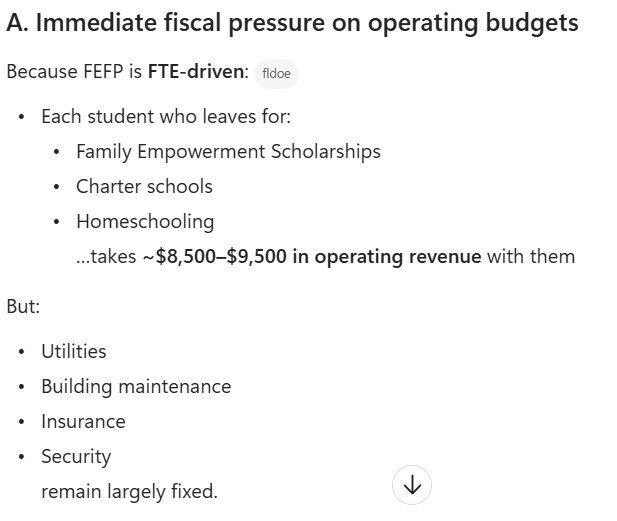 A. Immediate fiscal pressure on operating budgets
Because FEFP is FTE-driven: fldoe
• Each student who leaves for:
• Family Empowerment Scholarships
• Charter schools
• Homeschooling
...takes ~$8,500–$9,500 in operating revenue with them
But:
• Utilities
• Building maintenance
• Insurance
• Security
remain largely fixed.